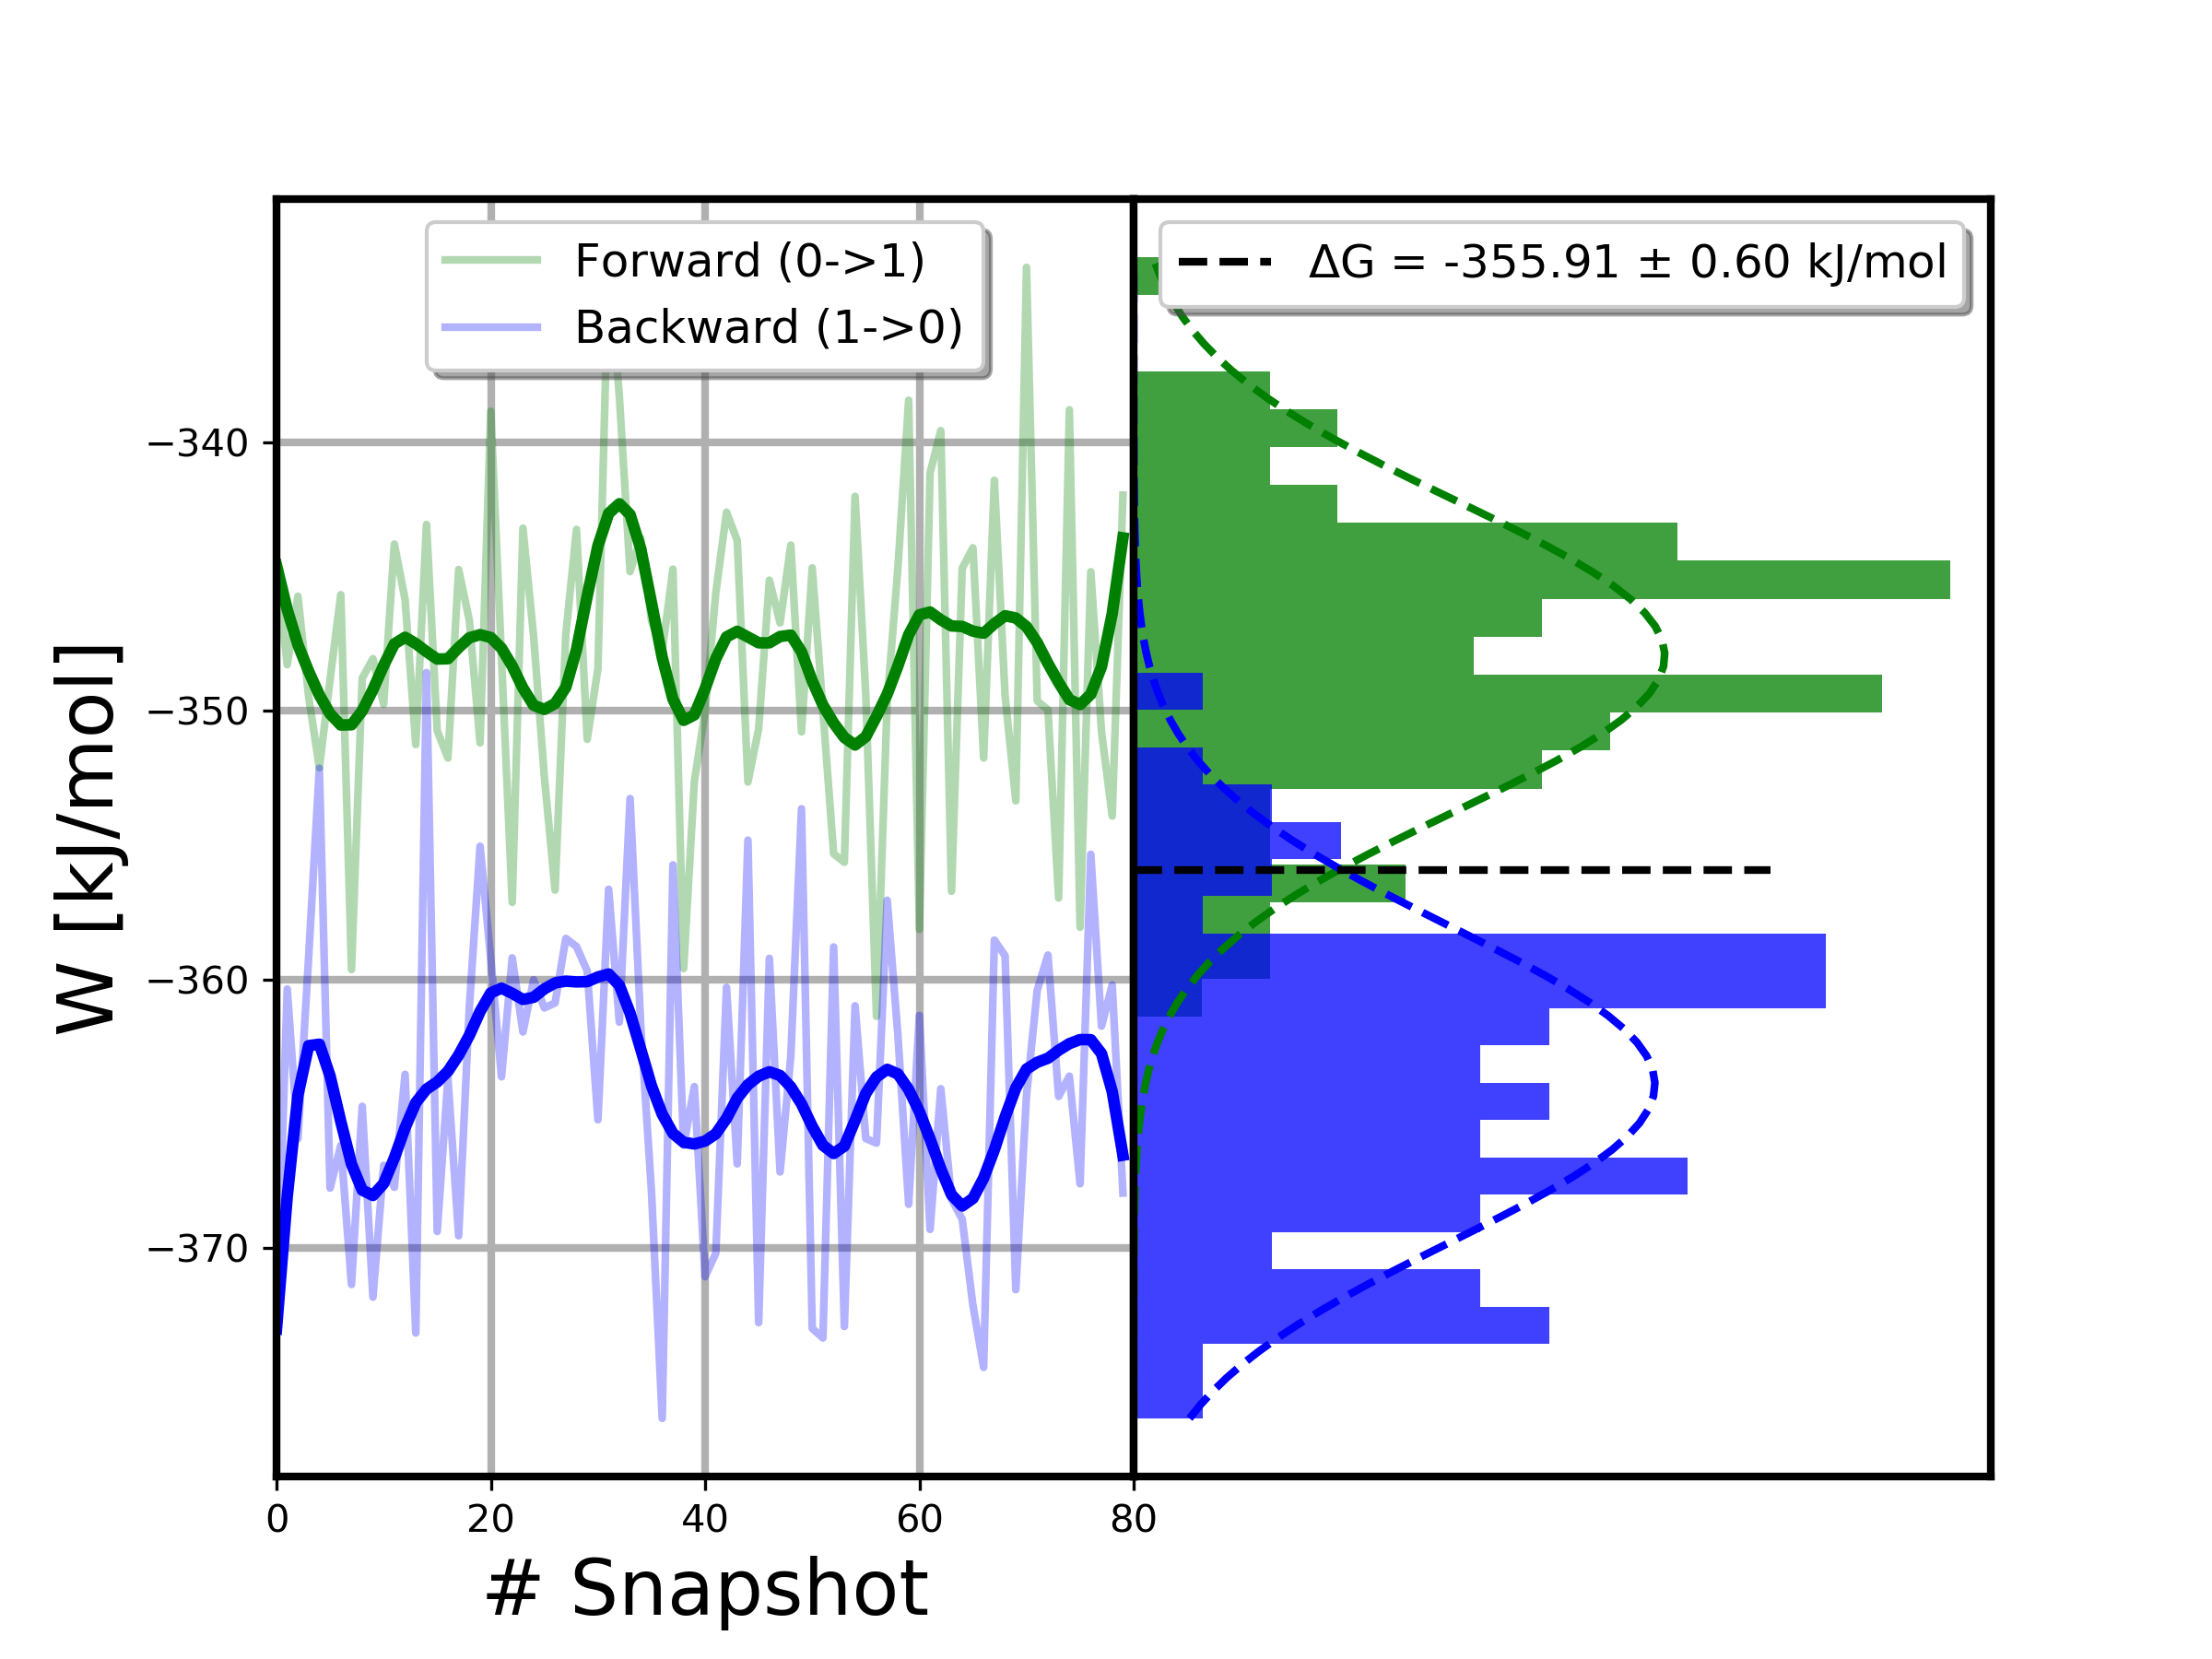 Forward (0->1)
Backward (1->0)
ΔG = -355.91 ± 0.60 kJ/mol
W [kJ/mol]
−340
−350
−360
−370
0 20 40 60 80
# Snapshot